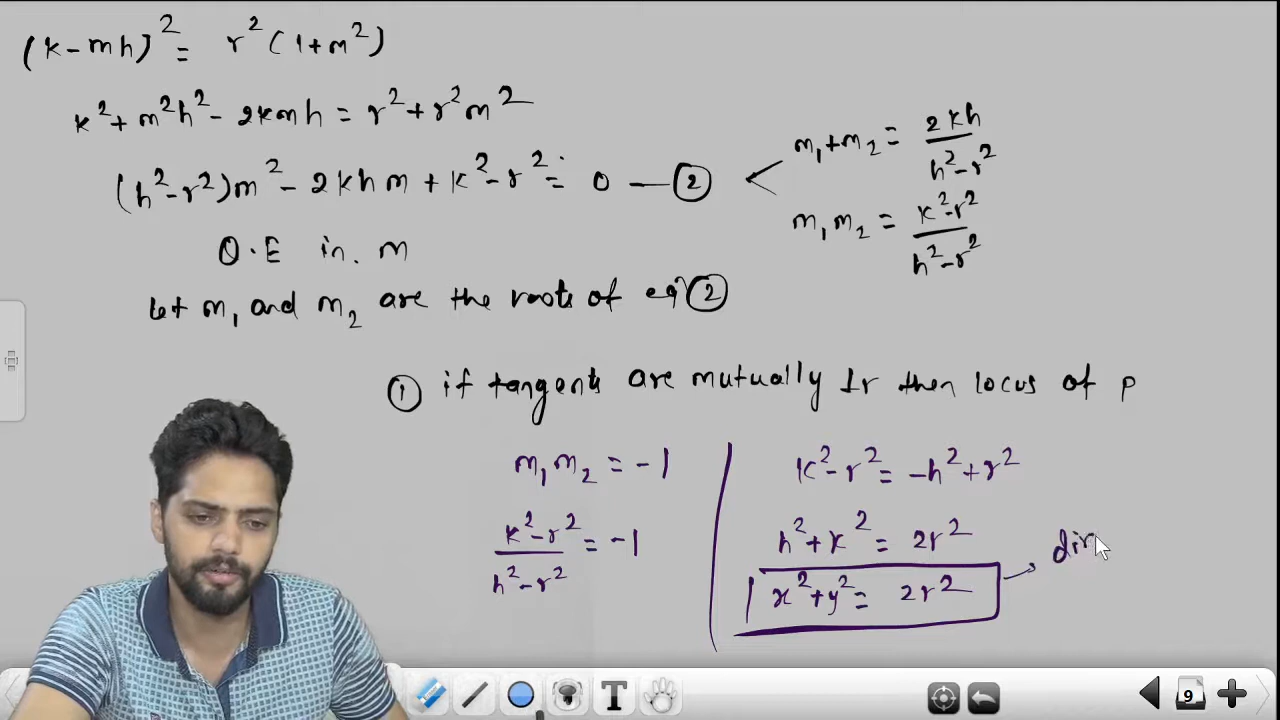 (k-mh)² = r²(1+m²)
k²+m²h²-2kmh = r²+r²m²
(h²-r²)m²-2khm+k²-r² = 0 — ②
m₁+m₂ = 2kh/h²-r²
m₁m₂ = k²-r²/h²-r²
Q.E in. m
let m₁ and m₂ are the roots of eqⁿ ②
① if tangents are mutually ⊥r then locus of p
m₁m₂ = -1
k²-r²/h²-r² = -1
k²-r² = -h²+r²
h²+k² = 2r²
x²+y² = 2r² → dir
T
9